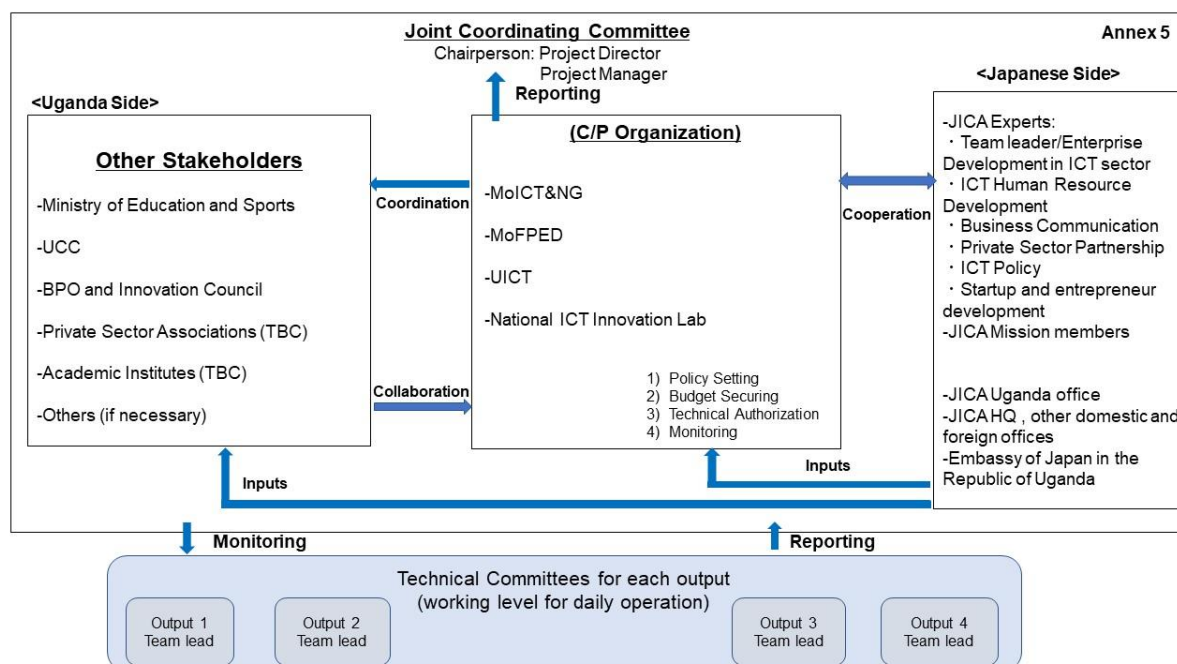 Joint Coordinating Committee
Annex 5
Chairperson: Project Director
Project Manager
Reporting
<Uganda Side>
Other Stakeholders
-Ministry of Education and Sports
-UCC
-BPO and Innovation Council
-Private Sector Associations (TBC)
-Academic Institutes (TBC)
-Others (if necessary)
Coordination
Collaboration
(C/P Organization)
-MoICT&NG
-MoFPED
-UICT
-National ICT Innovation Lab
1) Policy Setting
2) Budget Securing
3) Technical Authorization
4) Monitoring
Cooperation
<Japanese Side>
-JICA Experts:
・Team leader/Enterprise
Development in ICT sector
・ICT Human Resource
Development
・Business Communication
・Private Sector Partnership
・ICT Policy
・Startup and entrepreneur
development
-JICA Mission members
-JICA Uganda office
-JICA HQ , other domestic and
foreign offices
-Embassy of Japan in the
Republic of Uganda
Inputs
Inputs
Monitoring
Reporting
Technical Committees for each output
(working level for daily operation)
Output 1
Team lead
Output 2
Team lead
Output 3
Team lead
Output 4
Team lead